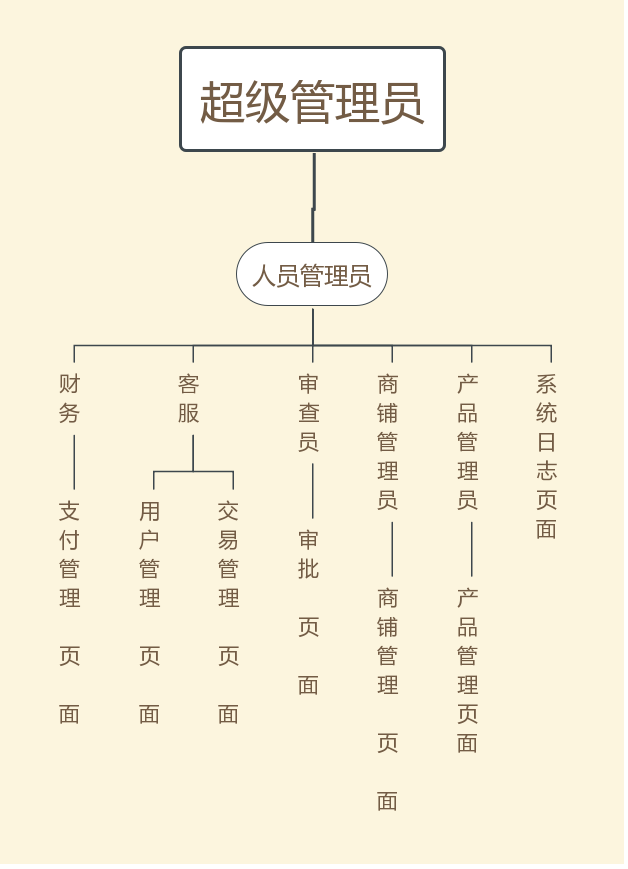 超级管理员
人员管理员
财务
客服
审查员
商铺管理员
产品管理员
系统日志页面
支付管理 页 面
用户管理 页 面
交易管理 页 面
审批 页 面
商铺管理 页 面
产品管理页面